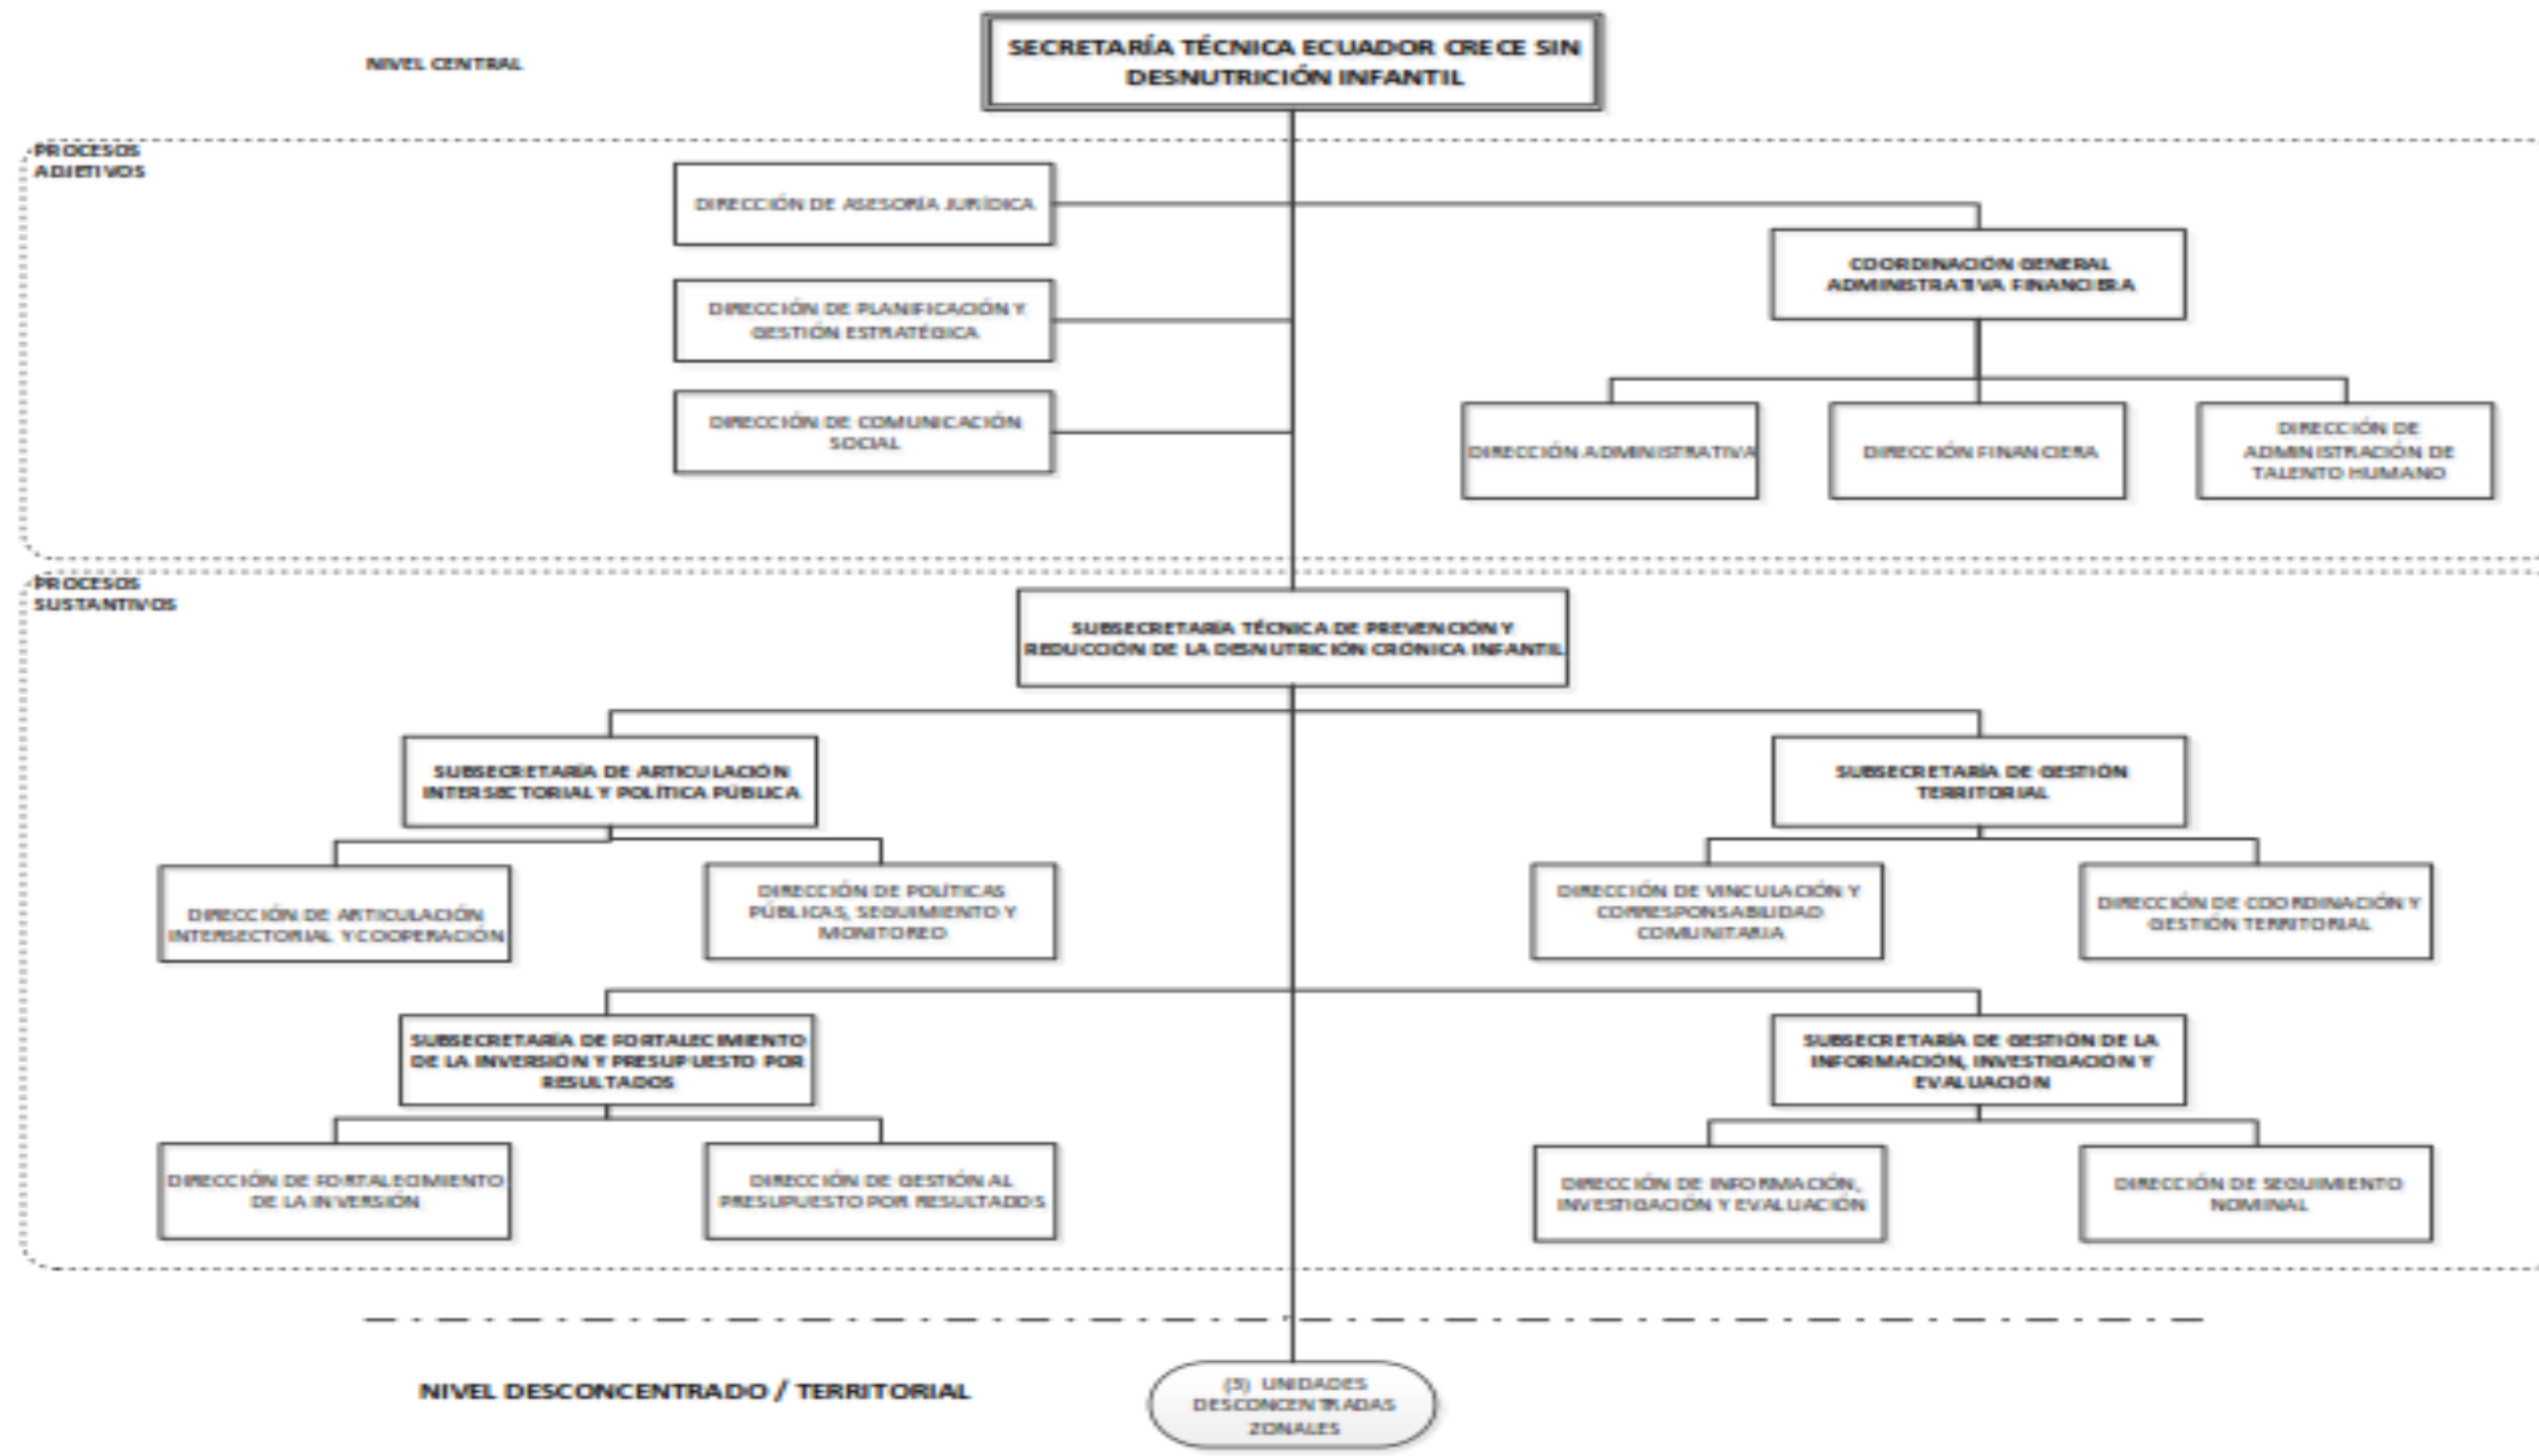 NIVEL CENTRAL
SECRETARÍA TÉCNICA ECUADOR CRECE SIN
DESNUTRICIÓN INFANTIL
PROCESOS
ADJETIVOS
DIRECCIÓN DE ASESORÍA JURÍDICA
COORDINACIÓN GENERAL
ADMINISTRATIVA FINANCIERA
DIRECCIÓN DE PLANIFICACIÓN Y
GESTIÓN ESTRATÉGICA
DIRECCIÓN DE COMUNICACIÓN
SOCIAL
DIRECCIÓN ADMINISTRATIVA
DIRECCIÓN FINANCIERA
DIRECCIÓN DE
ADMINISTRACIÓN DE
TALENTO HUMANO
PROCESOS
SUSTANTIVOS
SUBSECRETARÍA TÉCNICA DE PREVENCIÓN Y
REDUCCIÓN DE LA DESNUTRICIÓN CRÓNICA INFANTIL
SUBSECRETARÍA DE ARTICULACIÓN
INTERSECTORIAL Y POLÍTICA PÚBLICA
SUBSECRETARÍA DE GESTIÓN
TERRITORIAL
DIRECCIÓN DE ARTICULACIÓN
INTERSECTORIAL Y COOPERACIÓN
DIRECCIÓN DE POLÍTICAS
PÚBLICAS, SEGUIMIENTO Y
MONITOREO
DIRECCIÓN DE VINCULACIÓN Y
CORRESPONSABILIDAD
COMUNITARIA
DIRECCIÓN DE COORDINACIÓN Y
GESTIÓN TERRITORIAL
SUBSECRETARÍA DE FORTALECIMIENTO
DE LA INVERSIÓN Y PRESUPUESTO POR
RESULTADOS
SUBSECRETARÍA DE GESTIÓN DE LA
INFORMACIÓN, INVESTIGACIÓN Y
EVALUACIÓN
DIRECCIÓN DE FORTALECIMIENTO
DE LA INVERSIÓN
DIRECCIÓN DE GESTIÓN AL
PRESUPUESTO POR RESULTADOS
DIRECCIÓN DE INFORMACIÓN,
INVESTIGACIÓN Y EVALUACIÓN
DIRECCIÓN DE SEGUIMIENTO
NOMINAL
NIVEL DESCONCENTRADO / TERRITORIAL
(3) UNIDADES
DESCONCENTRADAS
ZONALES